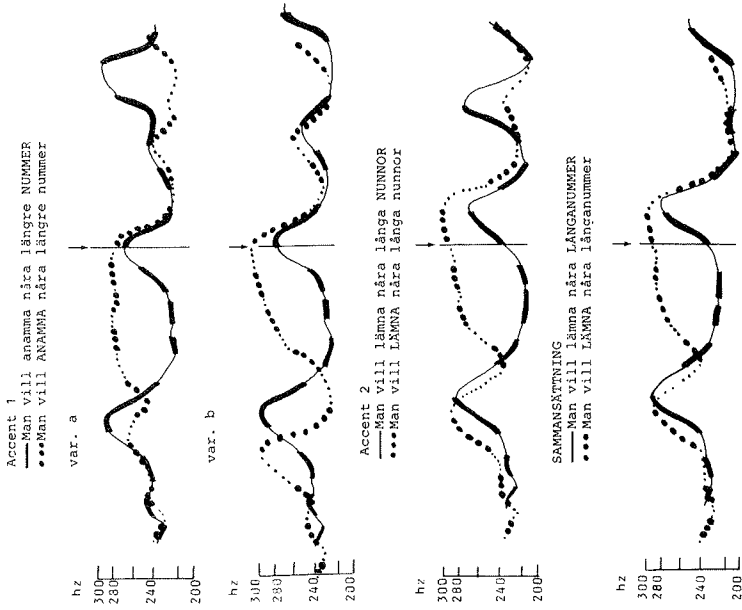 Accent 1
Man vill anamma nåra längre NUMMER
Man vill ANAMMA nåra längre nummer
var. a
hz
300
280
240
200
var. b
hz
300
280
240
200
Accent 2
Man vill lämna nåra långa NUNNOR
Man vill LÄMNA nåra långa nunnor
hz
300
280
240
200
SAMMANSÄTTNING
Man vill lämna nåra LÅNGANUMMER
Man vill LÄMNA nåra långanummer
hz
300
280
240
200